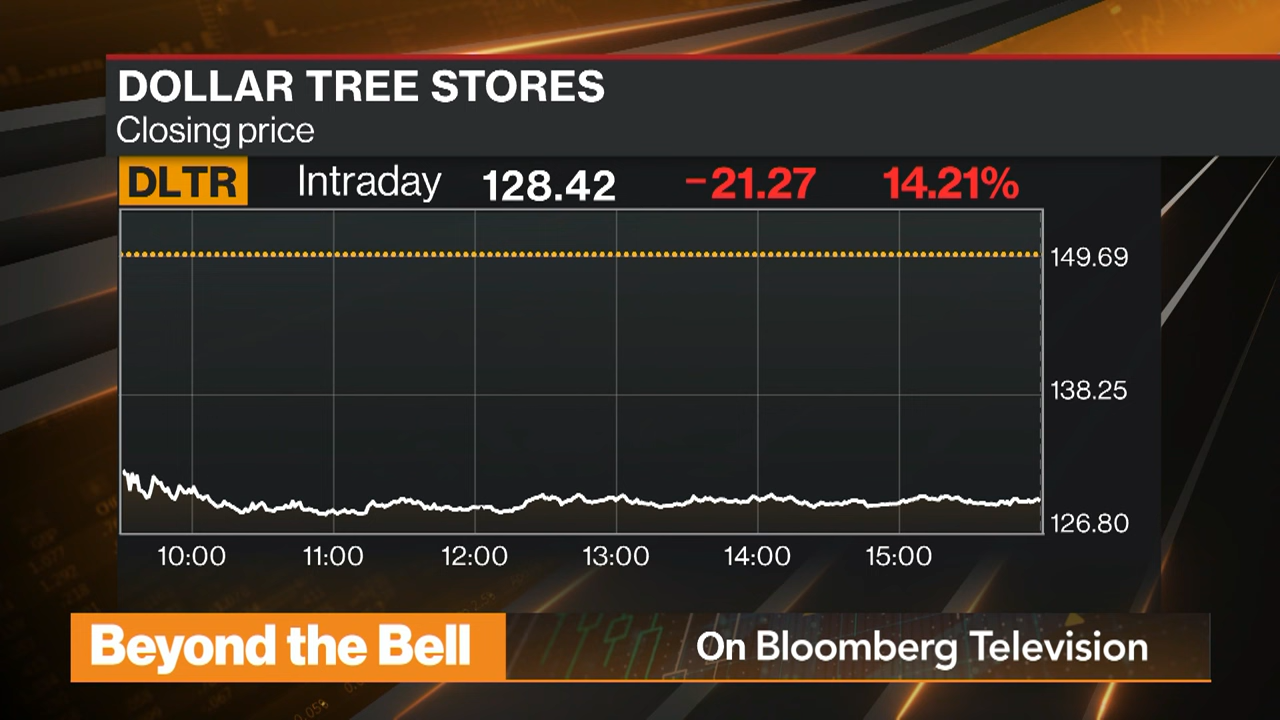 DOLLAR TREE STORES
Closing price
DLTR Intraday 128.42 -21.27 14.21%
149.69
138.25
126.80
10:00 11:00 12:00 13:00 14:00 15:00
Beyond the Bell On Bloomberg Television